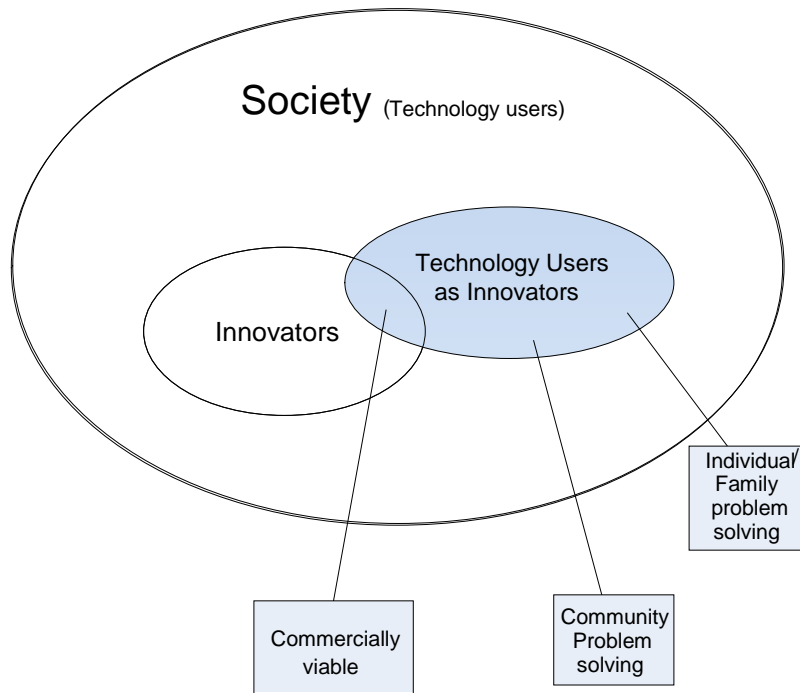 Society (Technology users)
Technology Users
as Innovators
Innovators
Individual/
Family
problem
solving
Community
Problem
solving
Commercially
viable